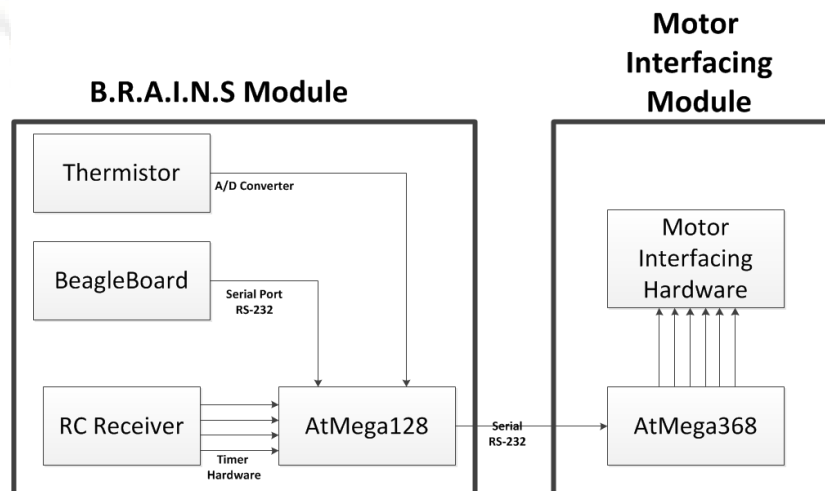 Motor
Interfacing
Module
B.R.A.I.N.S Module
Thermistor
A/D Converter
BeagleBoard
Serial Port
RS-232
RC Receiver
Timer
Hardware
AtMega128
Serial
RS-232
Motor
Interfacing
Hardware
AtMega368